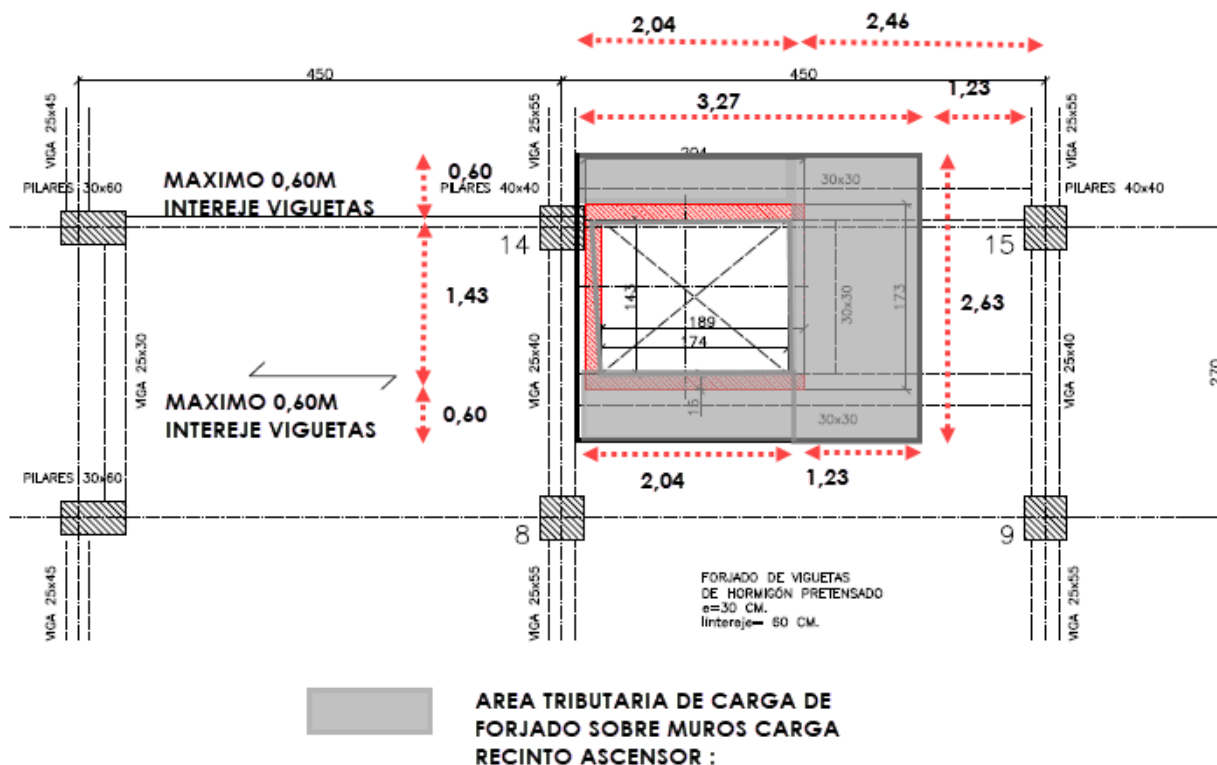 2,04
2,46
450
450
3,27
1,23
VIGA 25x45
VIGA 25x55
VIGA 25x55
0,60
PILARES 30x60
MAXIMO 0,60M
INTEREJE VIGUETAS
PILARES 40x40
30x30
PILARES 40x40
14
15
1,43
143
189
174
30x30
173
2,63
VIGA 25x30
VIGA 25x40
VIGA 25x40
270
MAXIMO 0,60M
INTEREJE VIGUETAS
0,60
15
30x30
PILARES 30x60
2,04
1,23
8
9
VIGA 25x45
VIGA 25x55
VIGA 25x55
FORJADO DE VIGUETAS
DE HORMIGÓN PRETENSADO
e=30 CM.
Iintereje= 60 CM.
AREA TRIBUTARIA DE CARGA DE
FORJADO SOBRE MUROS CARGA
RECINTO ASCENSOR :